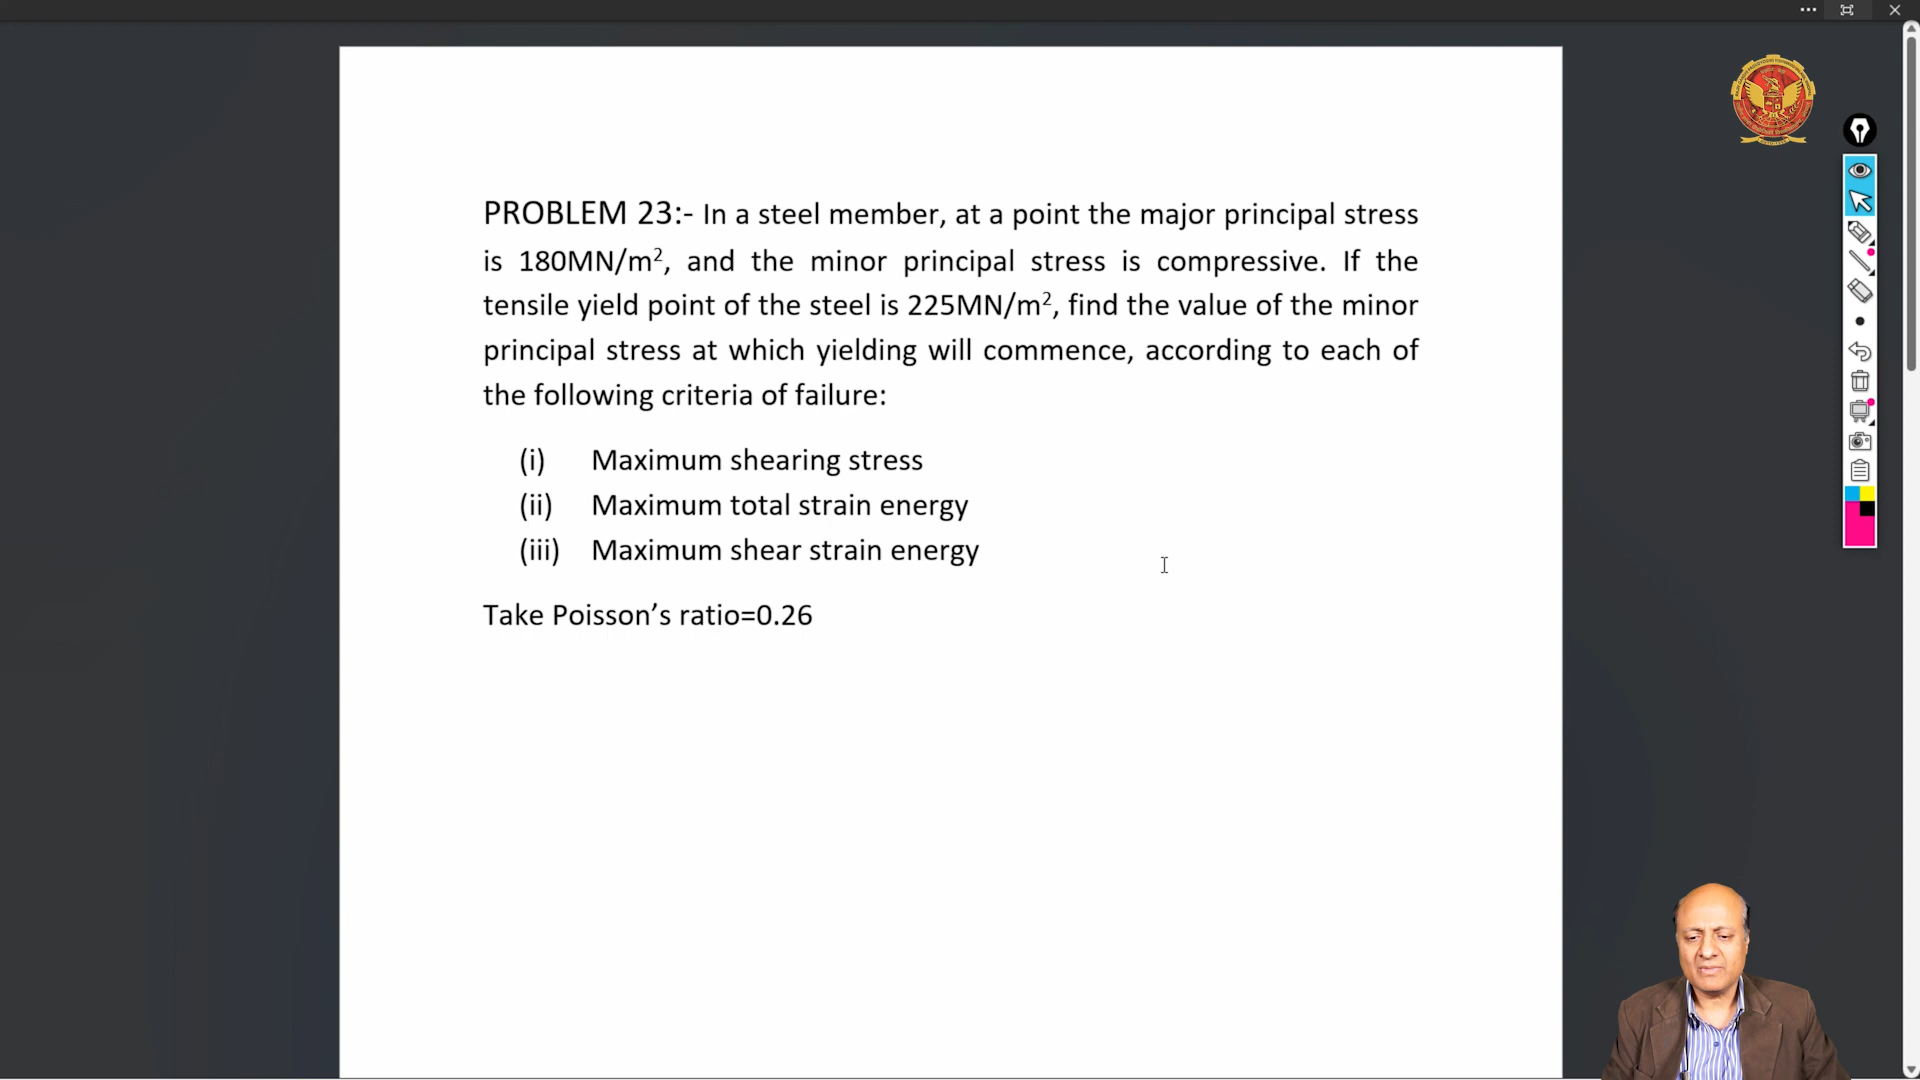 PROBLEM 23:- In a steel member, at a point the major principal stress
is 180MN/m², and the minor principal stress is compressive. If the
tensile yield point of the steel is 225MN/m², find the value of the minor
principal stress at which yielding will commence, according to each of
the following criteria of failure:
(i) Maximum shearing stress
(ii) Maximum total strain energy
(iii) Maximum shear strain energy
Take Poisson’s ratio=0.26